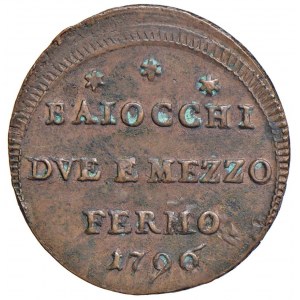 BAIOCCHI
DVE E MEZZO
FERMO
1796